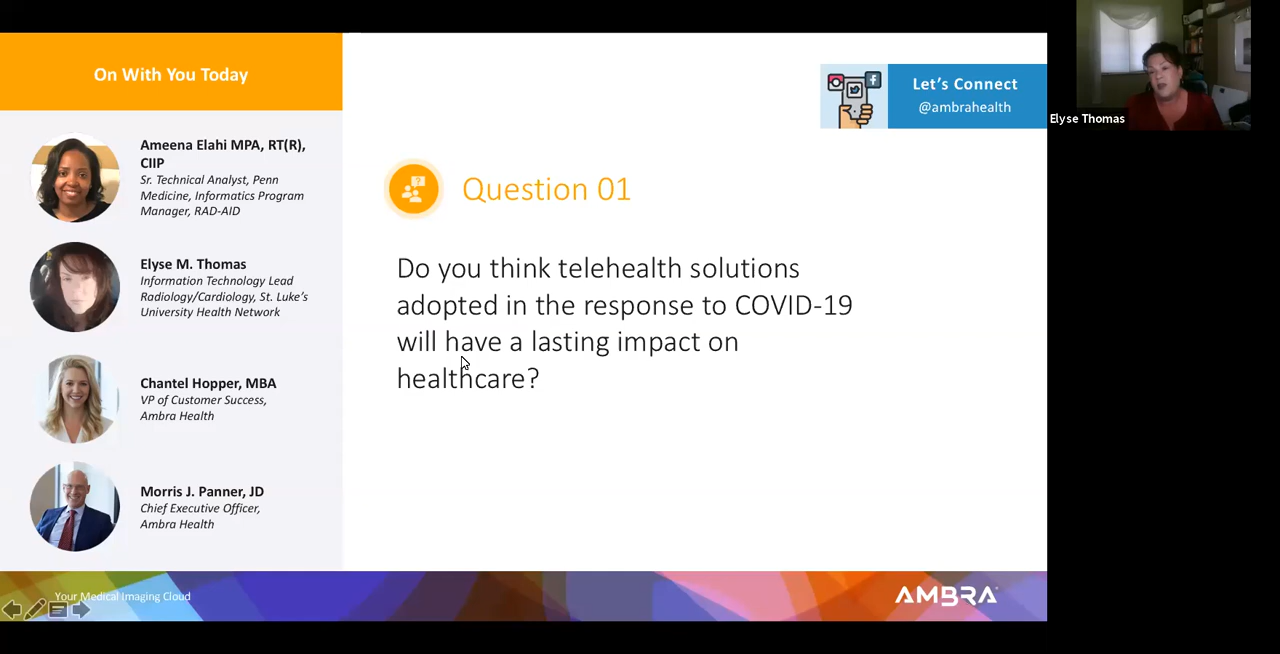 On With You Today
Ameena Elahi MPA, RT(R),
CIIP
Sr. Technical Analyst, Penn
Medicine, Informatics Program
Manager, RAD-AID
Elyse M. Thomas
Information Technology Lead
Radiology/Cardiology, St. Luke's
University Health Network
Chantel Hopper, MBA
VP of Customer Success,
Ambra Health
Morris J. Panner, JD
Chief Executive Officer,
Ambra Health
Let's Connect
@ambrahealth
Question 01
Do you think telehealth solutions
adopted in the response to COVID-19
will have a lasting impact on
healthcare?
Elyse Thomas
Your Medical Imaging Cloud
AMBRA